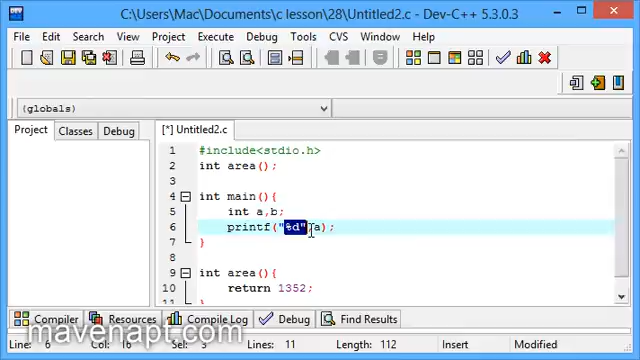 C:\Users\Mac\Documents\c lesson\28\Untitled2.c - Dev-C++ 5.3.0.3
File Edit Search View Project Execute Debug Tools CVS Window Help
(globals)
Project Classes Debug
[*] Untitled2.c
1 #include<stdio.h>
2 int area();
3
4 int main(){
5 int a,b;
6 printf("%d",a);
7 }
8
9 int area(){
10 return 1352;
11 }
Compiler Resources Compile Log Debug Find Results
Line: 6 Col: 16 Sel: 3 Lines: 11 Length: 112 Insert Modified
mavenapt.com